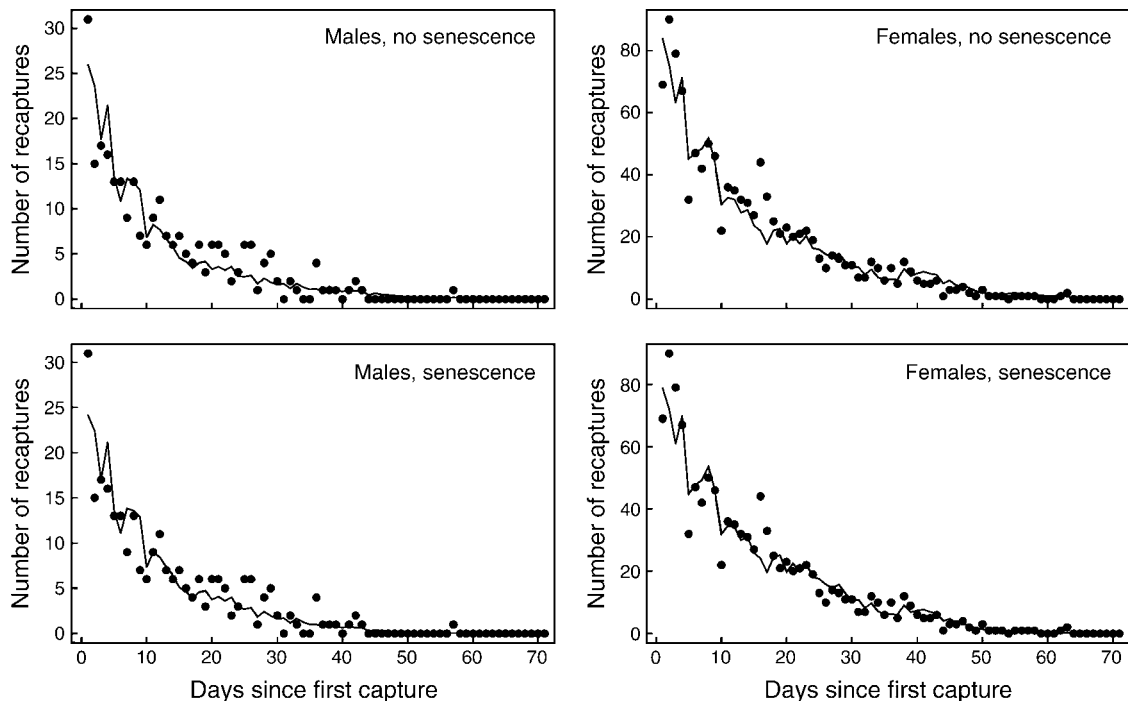 Males, no senescence
Number of recaptures
30
25
20
15
10
5
0
Females, no senescence
Number of recaptures
80
60
40
20
0
Males, senescence
Number of recaptures
30
25
20
15
10
5
0
0 10 20 30 40 50 60 70
Days since first capture
Females, senescence
Number of recaptures
80
60
40
20
0
0 10 20 30 40 50 60 70
Days since first capture